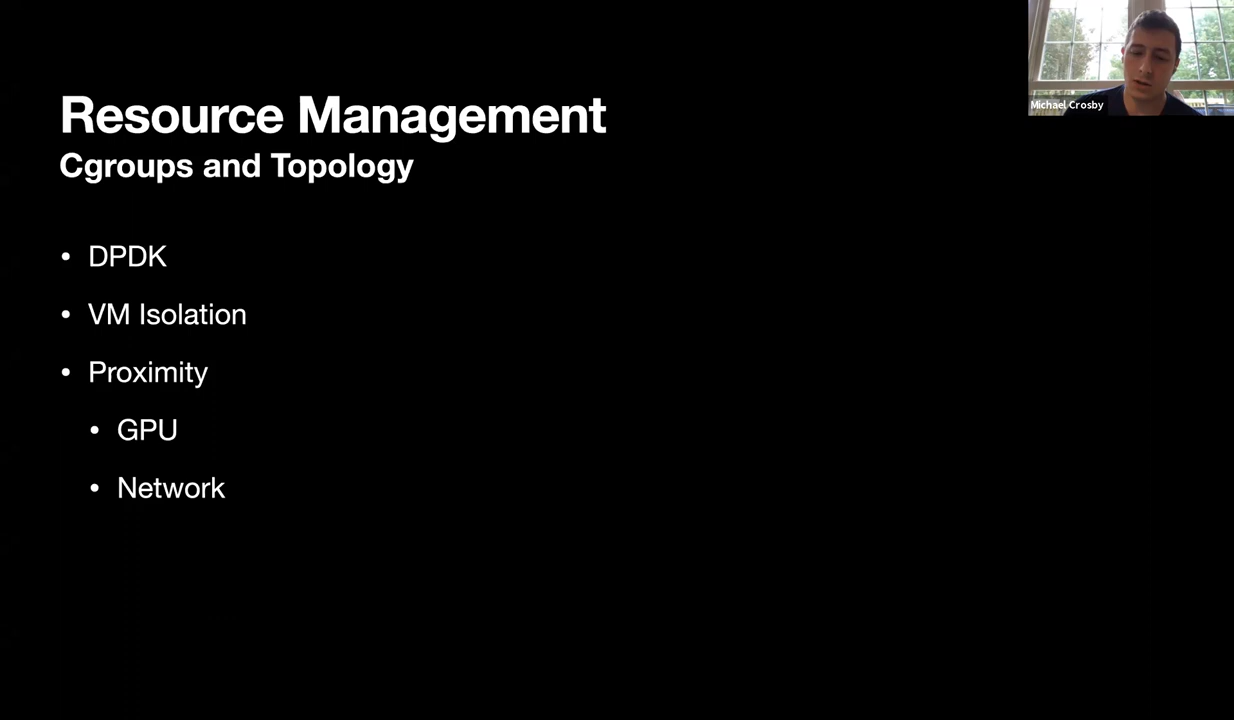 Resource Management
Cgroups and Topology
• DPDK
• VM Isolation
• Proximity
• GPU
• Network
Michael Crosby